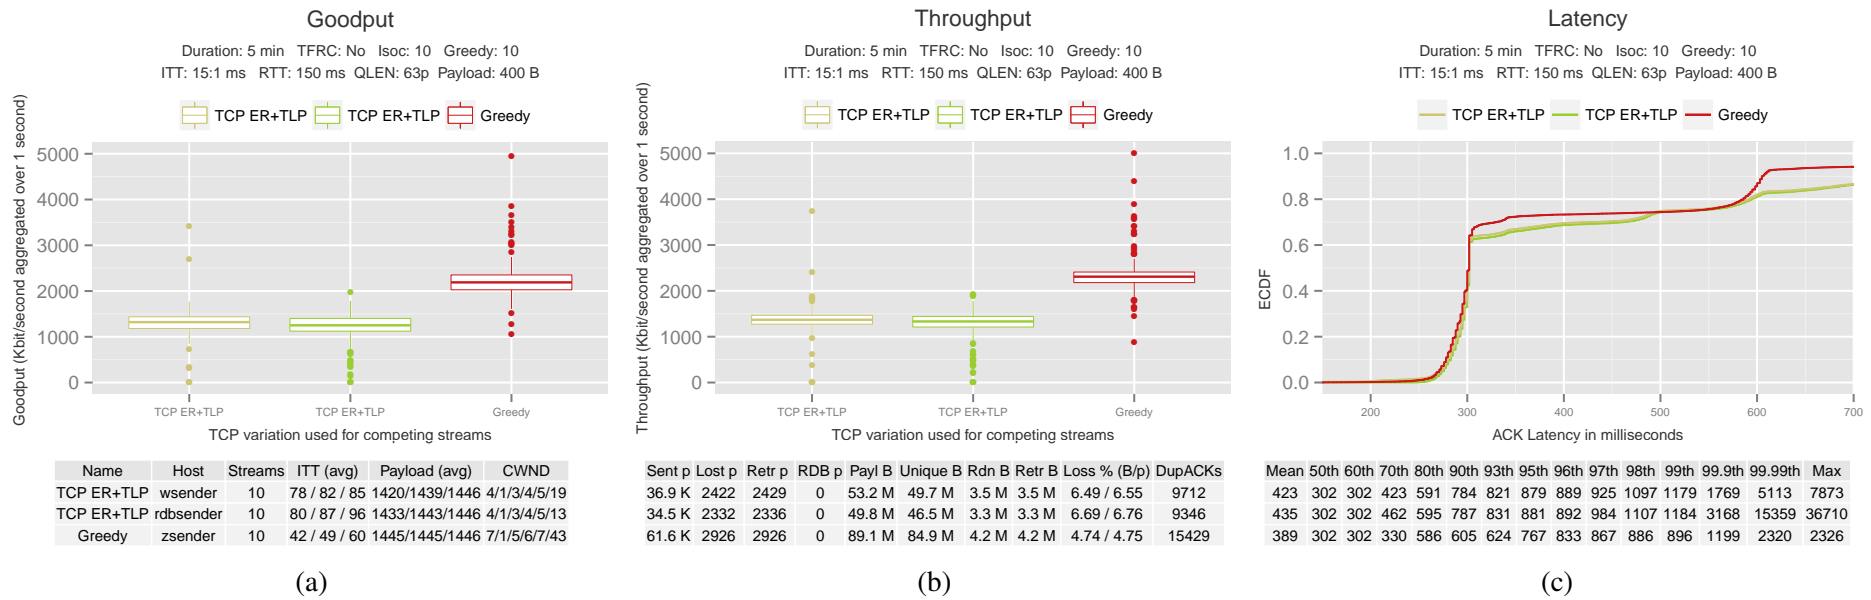 Goodput
Duration: 5 min TFRC: No Isoc: 10 Greedy: 10
ITT: 15:1 ms RTT: 150 ms QLEN: 63p Payload: 400 B
TCP ER+TLP TCP ER+TLP Greedy
Goodput (Kbit/second aggregated over 1 second)
5000
4000
3000
2000
1000
0
TCP ER+TLP TCP ER+TLP Greedy
TCP variation used for competing streams
Name Host Streams ITT (avg) Payload (avg) CWND
TCP ER+TLP wsender 10 78 / 82 / 85 1420/1439/1446 4/1/3/4/5/19
TCP ER+TLP rdbsender 10 80 / 87 / 96 1433/1443/1446 4/1/3/4/5/13
Greedy zsender 10 42 / 49 / 60 1445/1445/1446 7/1/5/6/7/43
(a)
Throughput
Duration: 5 min TFRC: No Isoc: 10 Greedy: 10
ITT: 15:1 ms RTT: 150 ms QLEN: 63p Payload: 400 B
TCP ER+TLP TCP ER+TLP Greedy
Throughput (Kbit/second aggregated over 1 second)
5000
4000
3000
2000
1000
0
TCP ER+TLP TCP ER+TLP Greedy
TCP variation used for competing streams
Sent p Lost p Retr p RDB p Payl B Unique B Rdn B Retr B Loss % (B/p) DupACKs
36.9 K 2422 2429 0 53.2 M 49.7 M 3.5 M 3.5 M 6.49 / 6.55 9712
34.5 K 2332 2336 0 49.8 M 46.5 M 3.3 M 3.3 M 6.69 / 6.76 9346
61.6 K 2926 2926 0 89.1 M 84.9 M 4.2 M 4.2 M 4.74 / 4.75 15429
(b)
Latency
Duration: 5 min TFRC: No Isoc: 10 Greedy: 10
ITT: 15:1 ms RTT: 150 ms QLEN: 63p Payload: 400 B
TCP ER+TLP TCP ER+TLP Greedy
ECDF
1.0
0.8
0.6
0.4
0.2
0.0
200 300 400 500 600 700
ACK Latency in milliseconds
Mean 50th 60th 70th 80th 90th 93th 95th 96th 97th 98th 99th 99.9th 99.99th Max
423 302 302 423 591 784 821 879 889 925 1097 1179 1769 5113 7873
435 302 302 462 595 787 831 881 892 984 1107 1184 3168 15359 36710
389 302 302 330 586 605 624 767 833 867 886 896 1199 2320 2326
(c)